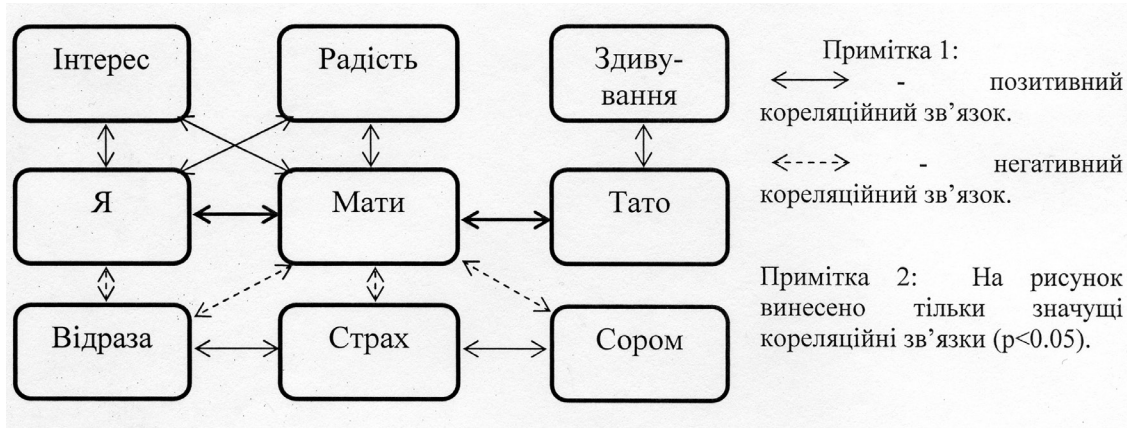 Інтерес
Радість
Здиву-
вання
Я
Мати
Тато
Відраза
Страх
Сором
Примітка 1:
- позитивний
кореляційний зв’язок.
- негативний
кореляційний зв’язок.
Примітка 2: На рисунок
винесено тільки значущі
кореляційні зв’язки (р<0.05).